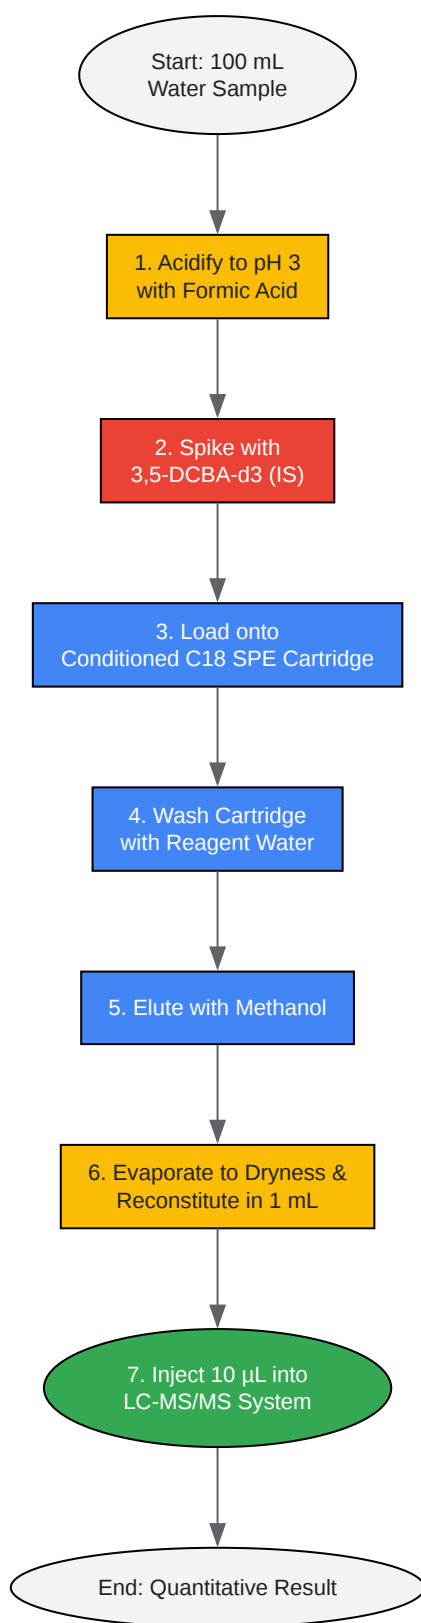 Start: 100 mL
Water Sample
1. Acidify to pH 3
with Formic Acid
2. Spike with
3,5-DCBA-d3 (IS)
3. Load onto
Conditioned C18 SPE Cartridge
4. Wash Cartridge
with Reagent Water
5. Elute with Methanol
6. Evaporate to Dryness &
Reconstitute in 1 mL
7. Inject 10 µL into
LC-MS/MS System
End: Quantitative Result